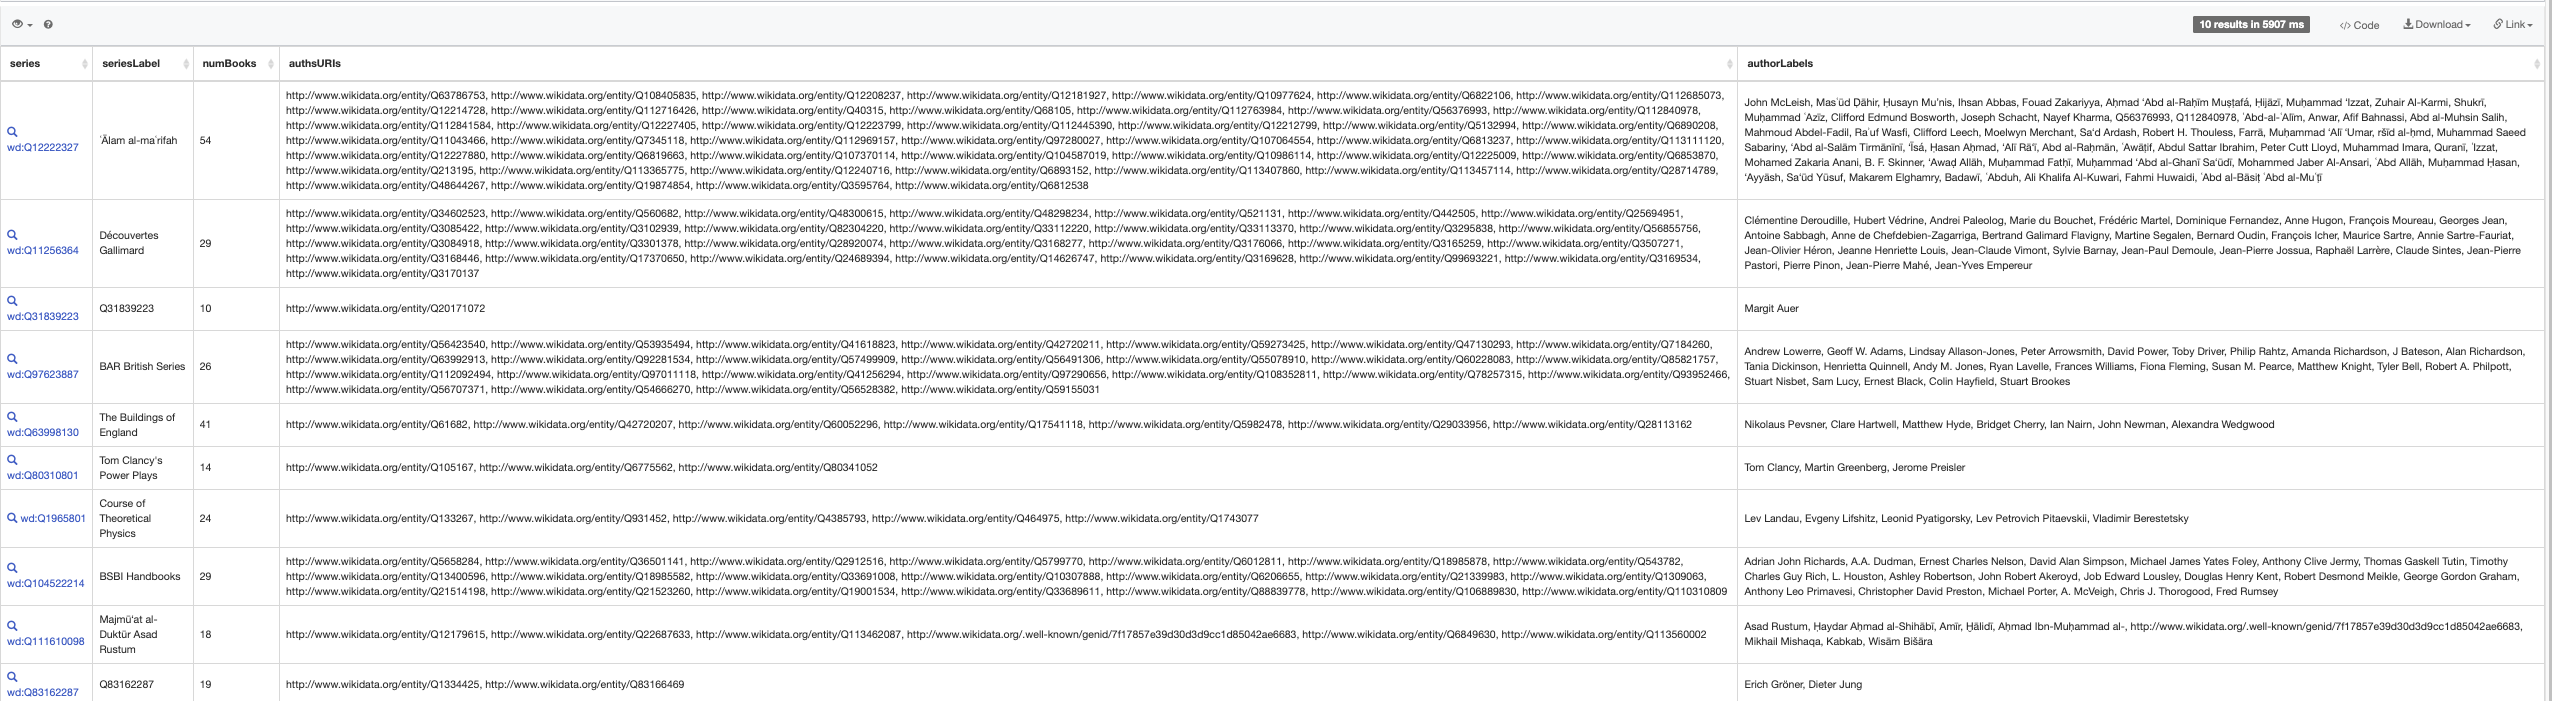 10 results in 5907 ms
</> Code
Download
Link
series
seriesLabel
numBooks
authsURIs
authorLabels
wd:Q12222327
ʿĀlam al-maʿrifah
54
http://www.wikidata.org/entity/Q63786753, http://www.wikidata.org/entity/Q108405835, http://www.wikidata.org/entity/Q12208237, http://www.wikidata.org/entity/Q12181927, http://www.wikidata.org/entity/Q10977624, http://www.wikidata.org/entity/Q6822106, http://www.wikidata.org/entity/Q112685073,
http://www.wikidata.org/entity/Q12214728, http://www.wikidata.org/entity/Q112716426, http://www.wikidata.org/entity/Q40315, http://www.wikidata.org/entity/Q68105, http://www.wikidata.org/entity/Q112763984, http://www.wikidata.org/entity/Q56376993, http://www.wikidata.org/entity/Q112840978,
http://www.wikidata.org/entity/Q112841584, http://www.wikidata.org/entity/Q12227405, http://www.wikidata.org/entity/Q12223799, http://www.wikidata.org/entity/Q112445390, http://www.wikidata.org/entity/Q12212799, http://www.wikidata.org/entity/Q5132994, http://www.wikidata.org/entity/Q6890208,
http://www.wikidata.org/entity/Q11043466, http://www.wikidata.org/entity/Q7345118, http://www.wikidata.org/entity/Q112969157, http://www.wikidata.org/entity/Q97280027, http://www.wikidata.org/entity/Q107064554, http://www.wikidata.org/entity/Q6813237, http://www.wikidata.org/entity/Q113111120,
http://www.wikidata.org/entity/Q12227880, http://www.wikidata.org/entity/Q6819663, http://www.wikidata.org/entity/Q107370114, http://www.wikidata.org/entity/Q104587019, http://www.wikidata.org/entity/Q10986114, http://www.wikidata.org/entity/Q12225009, http://www.wikidata.org/entity/Q6853870,
http://www.wikidata.org/entity/Q213195, http://www.wikidata.org/entity/Q113365775, http://www.wikidata.org/entity/Q12240716, http://www.wikidata.org/entity/Q6893152, http://www.wikidata.org/entity/Q113407860, http://www.wikidata.org/entity/Q113457114, http://www.wikidata.org/entity/Q28714789,
http://www.wikidata.org/entity/Q48644267, http://www.wikidata.org/entity/Q19874854, http://www.wikidata.org/entity/Q3595764, http://www.wikidata.org/entity/Q6812538
John McLeish, Masʿūd Ḍāhir, Ḥusayn Mu'nis, Ihsan Abbas, Fouad Zakariyya, Aḥmad ʻAbd al-Raḥīm Muṣṭafá, Ḥijāzī, Muḥammad ʻIzzat, Zuhair Al-Karmi, Shukrī,
Muḥammad ʿAzīz, Clifford Edmund Bosworth, Joseph Schacht, Nayef Kharma, Q56376993, Q112840978, ʿAbd-al-ʿAlīm, Anwar, Afif Bahnassi, Abd al-Muhsin Salih,
Mahmoud Abdel-Fadil, Raʿuf Wasfi, Clifford Leech, Moelwyn Merchant, Sa‘d Ardash, Robert H. Thouless, Farrā, Muḥammad ʻAlī ʻUmar, ršīd al-ḥmd, Muhammad Saeed
Sabariny, ʻAbd al-Salām Tirmānīnī, ʻĪsá, Ḥasan Aḥmad, ʻAlī Rāʻī, Abd al-Raḥmān, ʿAwāṭif, Abdul Sattar Ibrahim, Peter Cutt Lloyd, Muhammad Imara, Quranī, ʿIzzat,
Mohamed Zakaria Anani, B. F. Skinner, ʻAwaḍ Allāh, Muḥammad Fatḥī, Muḥammad ʻAbd al-Ghanī Saʻūdī, Mohammed Jaber Al-Ansari, ʿAbd Allāh, Muḥammad Ḥasan,
ʻAyyāsh, Saʻūd Yūsuf, Makarem Elghamry, Badawī, ʿAbduh, Ali Khalifa Al-Kuwari, Fahmi Huwaidi, ʿAbd al-Bāsiṭ ʿAbd al-Muʿṭī
wd:Q11256364
Découvertes
Gallimard
29
http://www.wikidata.org/entity/Q34602523, http://www.wikidata.org/entity/Q560682, http://www.wikidata.org/entity/Q48300615, http://www.wikidata.org/entity/Q48298234, http://www.wikidata.org/entity/Q521131, http://www.wikidata.org/entity/Q442505, http://www.wikidata.org/entity/Q25694951,
http://www.wikidata.org/entity/Q3085422, http://www.wikidata.org/entity/Q3102939, http://www.wikidata.org/entity/Q82304220, http://www.wikidata.org/entity/Q33112220, http://www.wikidata.org/entity/Q33113370, http://www.wikidata.org/entity/Q3295838, http://www.wikidata.org/entity/Q56855756,
http://www.wikidata.org/entity/Q3084918, http://www.wikidata.org/entity/Q3301378, http://www.wikidata.org/entity/Q28920074, http://www.wikidata.org/entity/Q3168277, http://www.wikidata.org/entity/Q3176066, http://www.wikidata.org/entity/Q3165259, http://www.wikidata.org/entity/Q3507271,
http://www.wikidata.org/entity/Q3168446, http://www.wikidata.org/entity/Q17370650, http://www.wikidata.org/entity/Q24689394, http://www.wikidata.org/entity/Q14626747, http://www.wikidata.org/entity/Q3169628, http://www.wikidata.org/entity/Q99693221, http://www.wikidata.org/entity/Q3169534,
http://www.wikidata.org/entity/Q3170137
Clémentine Deroudille, Hubert Védrine, Andrei Paleolog, Marie du Bouchet, Frédéric Martel, Dominique Fernandez, Anne Hugon, François Moureau, Georges Jean,
Antoine Sabbagh, Anne de Chefdebien-Zagarriga, Bertrand Galimard Flavigny, Martine Segalen, Bernard Oudin, François Icher, Maurice Sartre, Annie Sartre-Fauriat,
Jean-Olivier Héron, Jeanne Henriette Louis, Jean-Claude Vimont, Sylvie Barnay, Jean-Paul Demoule, Jean-Pierre Jossua, Raphaël Larrère, Claude Sintes, Jean-Pierre
Pastori, Pierre Pinon, Jean-Pierre Mahé, Jean-Yves Empereur
wd:Q31839223
Q31839223
10
http://www.wikidata.org/entity/Q20171072
Margit Auer
wd:Q97623887
BAR British Series
26
http://www.wikidata.org/entity/Q56423540, http://www.wikidata.org/entity/Q53935494, http://www.wikidata.org/entity/Q41618823, http://www.wikidata.org/entity/Q42720211, http://www.wikidata.org/entity/Q59273425, http://www.wikidata.org/entity/Q47130293, http://www.wikidata.org/entity/Q7184260,
http://www.wikidata.org/entity/Q63992913, http://www.wikidata.org/entity/Q92281534, http://www.wikidata.org/entity/Q57499909, http://www.wikidata.org/entity/Q56491306, http://www.wikidata.org/entity/Q55078910, http://www.wikidata.org/entity/Q60228083, http://www.wikidata.org/entity/Q85821757,
http://www.wikidata.org/entity/Q112092494, http://www.wikidata.org/entity/Q97011118, http://www.wikidata.org/entity/Q41256294, http://www.wikidata.org/entity/Q97290656, http://www.wikidata.org/entity/Q108352811, http://www.wikidata.org/entity/Q78257315, http://www.wikidata.org/entity/Q93952466,
http://www.wikidata.org/entity/Q56707371, http://www.wikidata.org/entity/Q54666270, http://www.wikidata.org/entity/Q56528382, http://www.wikidata.org/entity/Q59155031
Andrew Lowerre, Geoff W. Adams, Lindsay Allason-Jones, Peter Arrowsmith, David Power, Toby Driver, Philip Rahtz, Amanda Richardson, J Bateson, Alan Richardson,
Tania Dickinson, Henrietta Quinnell, Andy M. Jones, Ryan Lavelle, Frances Williams, Fiona Fleming, Susan M. Pearce, Matthew Knight, Tyler Bell, Robert A. Philpott,
Stuart Nisbet, Sam Lucy, Ernest Black, Colin Hayfield, Stuart Brookes
wd:Q63998130
The Buildings of
England
41
http://www.wikidata.org/entity/Q61682, http://www.wikidata.org/entity/Q42720207, http://www.wikidata.org/entity/Q60052296, http://www.wikidata.org/entity/Q17541118, http://www.wikidata.org/entity/Q5982478, http://www.wikidata.org/entity/Q29033956, http://www.wikidata.org/entity/Q28113162
Nikolaus Pevsner, Clare Hartwell, Matthew Hyde, Bridget Cherry, Ian Nairn, John Newman, Alexandra Wedgwood
wd:Q80310801
Tom Clancy's
Power Plays
14
http://www.wikidata.org/entity/Q105167, http://www.wikidata.org/entity/Q6775562, http://www.wikidata.org/entity/Q80341052
Tom Clancy, Martin Greenberg, Jerome Preisler
wd:Q1965801
Course of
Theoretical
Physics
24
http://www.wikidata.org/entity/Q133267, http://www.wikidata.org/entity/Q931452, http://www.wikidata.org/entity/Q4385793, http://www.wikidata.org/entity/Q464975, http://www.wikidata.org/entity/Q1743077
Lev Landau, Evgeny Lifshitz, Leonid Pyatigorsky, Lev Petrovich Pitaevskii, Vladimir Berestetsky
wd:Q104522214
BSBI Handbooks
29
http://www.wikidata.org/entity/Q5658284, http://www.wikidata.org/entity/Q36501141, http://www.wikidata.org/entity/Q2912516, http://www.wikidata.org/entity/Q5799770, http://www.wikidata.org/entity/Q6012811, http://www.wikidata.org/entity/Q18985878, http://www.wikidata.org/entity/Q543782,
http://www.wikidata.org/entity/Q13400596, http://www.wikidata.org/entity/Q18985582, http://www.wikidata.org/entity/Q33691008, http://www.wikidata.org/entity/Q10307888, http://www.wikidata.org/entity/Q6206655, http://www.wikidata.org/entity/Q21339983, http://www.wikidata.org/entity/Q1309063,
http://www.wikidata.org/entity/Q21514198, http://www.wikidata.org/entity/Q21523260, http://www.wikidata.org/entity/Q19001534, http://www.wikidata.org/entity/Q33689611, http://www.wikidata.org/entity/Q88839778, http://www.wikidata.org/entity/Q106889830, http://www.wikidata.org/entity/Q110310809
Adrian John Richards, A.A. Dudman, Ernest Charles Nelson, David Alan Simpson, Michael James Yates Foley, Anthony Clive Jermy, Thomas Gaskell Tutin, Timothy
Charles Guy Rich, L. Houston, Ashley Robertson, John Robert Akeroyd, Job Edward Lousley, Douglas Henry Kent, Robert Desmond Meikle, George Gordon Graham,
Anthony Leo Primavesi, Christopher David Preston, Michael Porter, A. McVeigh, Chris J. Thorogood, Fred Rumsey
wd:Q111610098
Majmū‘at al-
Duktūr Asad
Rustum
18
http://www.wikidata.org/entity/Q12179615, http://www.wikidata.org/entity/Q22687633, http://www.wikidata.org/entity/Q113462087, http://www.wikidata.org/.well-known/genid/7f17857e39d30d3d9cc1d85042ae6683, http://www.wikidata.org/entity/Q6849630, http://www.wikidata.org/entity/Q113560002
Asad Rustum, Ḥaydar Aḥmad al-Shihābī, Amīr, Ḫālidī, Aḥmad Ibn-Muḥammad al-, http://www.wikidata.org/.well-known/genid/7f17857e39d30d3d9cc1d85042ae6683,
Mikhail Mishaqa, Kabkab, Wisām Bišāra
wd:Q83162287
Q83162287
19
http://www.wikidata.org/entity/Q1334425, http://www.wikidata.org/entity/Q83166469
Erich Gröner, Dieter Jung